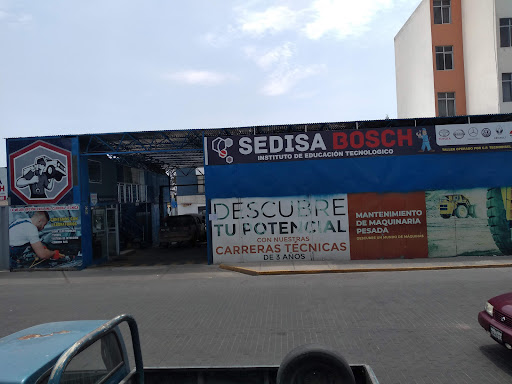 SEDISA BOSCH
INSTITUTO DE EDUCACIÓN TECNOLOGICO
DESCUBRE
TU POTENCIAL
CON NUESTRAS
CARRERAS TÉCNICAS
DE 3 AÑOS
MANTENIMIENTO
DE MAQUINARIA
PESADA